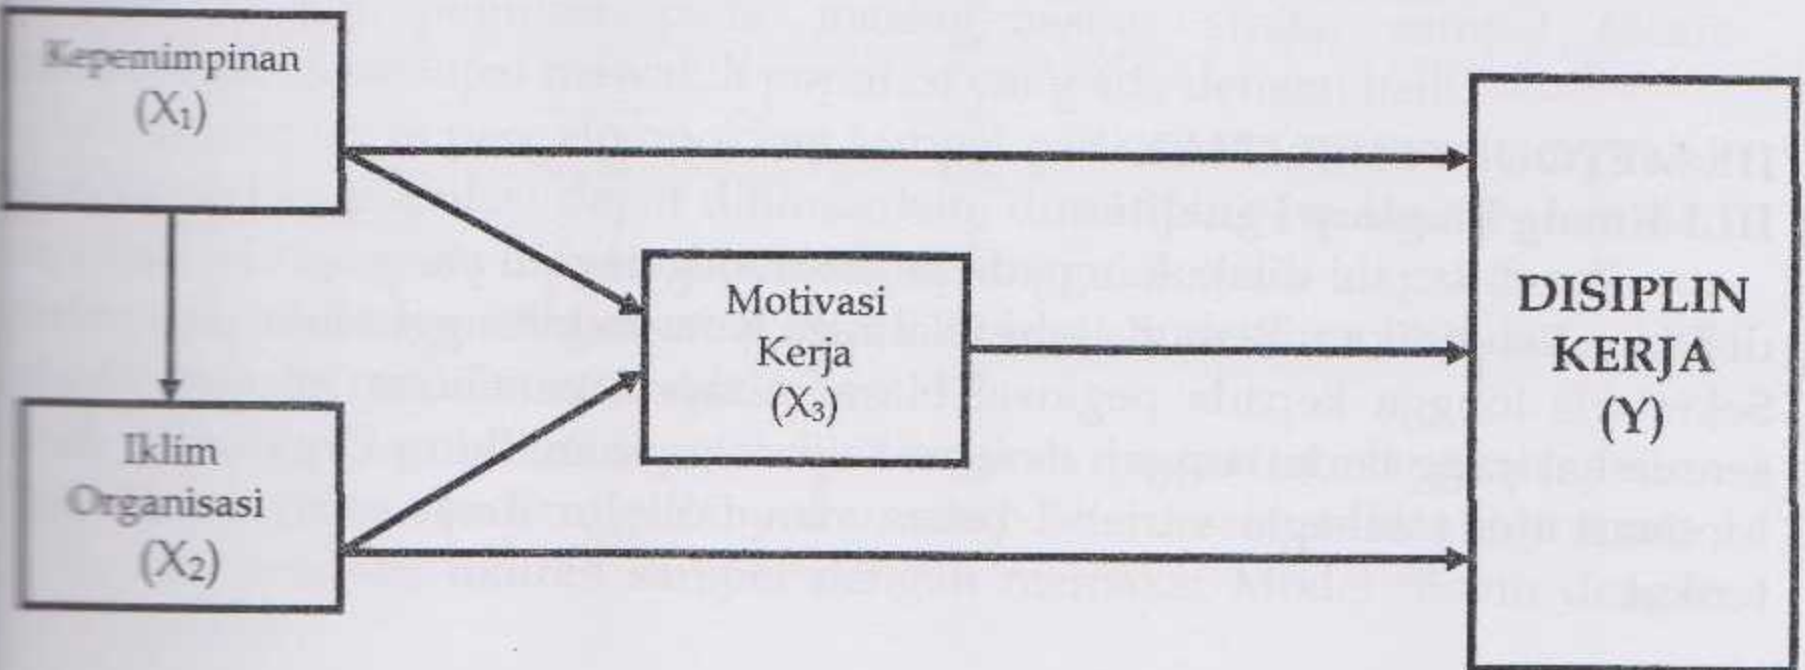 Kepemimpinan
(X₁)
Motivasi
Kerja
(X₃)
Iklim
Organisasi
(X₂)
DISIPLIN
KERJA
(Y)